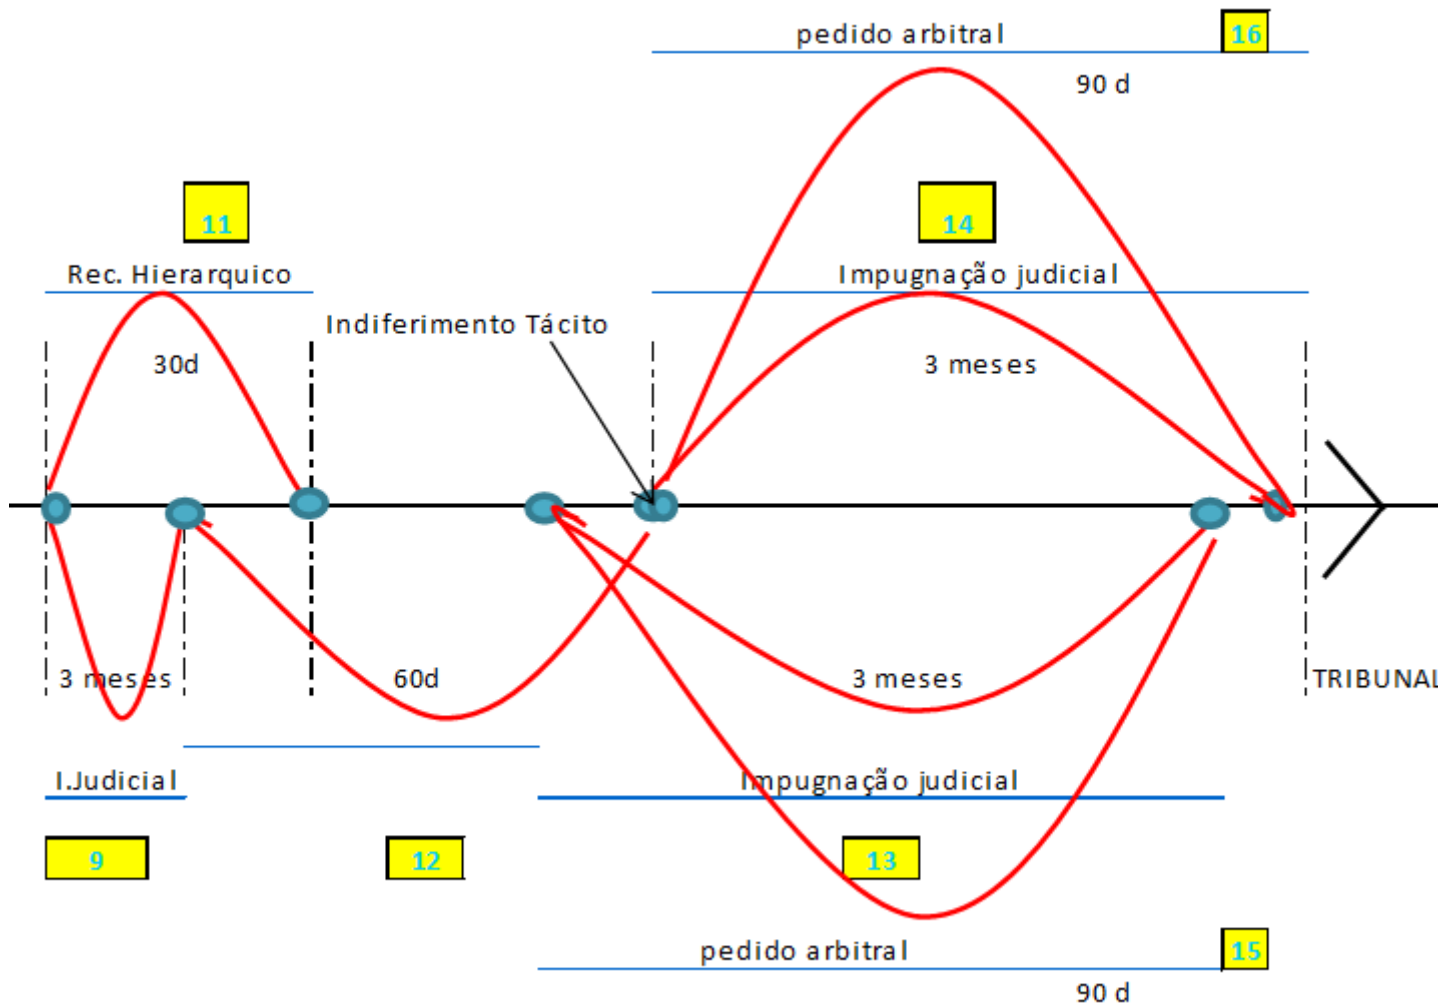 pedido arbitral
16
90 d
11
14
Rec. Hierarquico
Impugnação judicial
Indiferimento Tácito
30d
3 meses
3 meses
60d
3 meses
TRIBUNAL
I.Judicial
Impugnação judicial
9
12
13
pedido arbitral
15
90 d